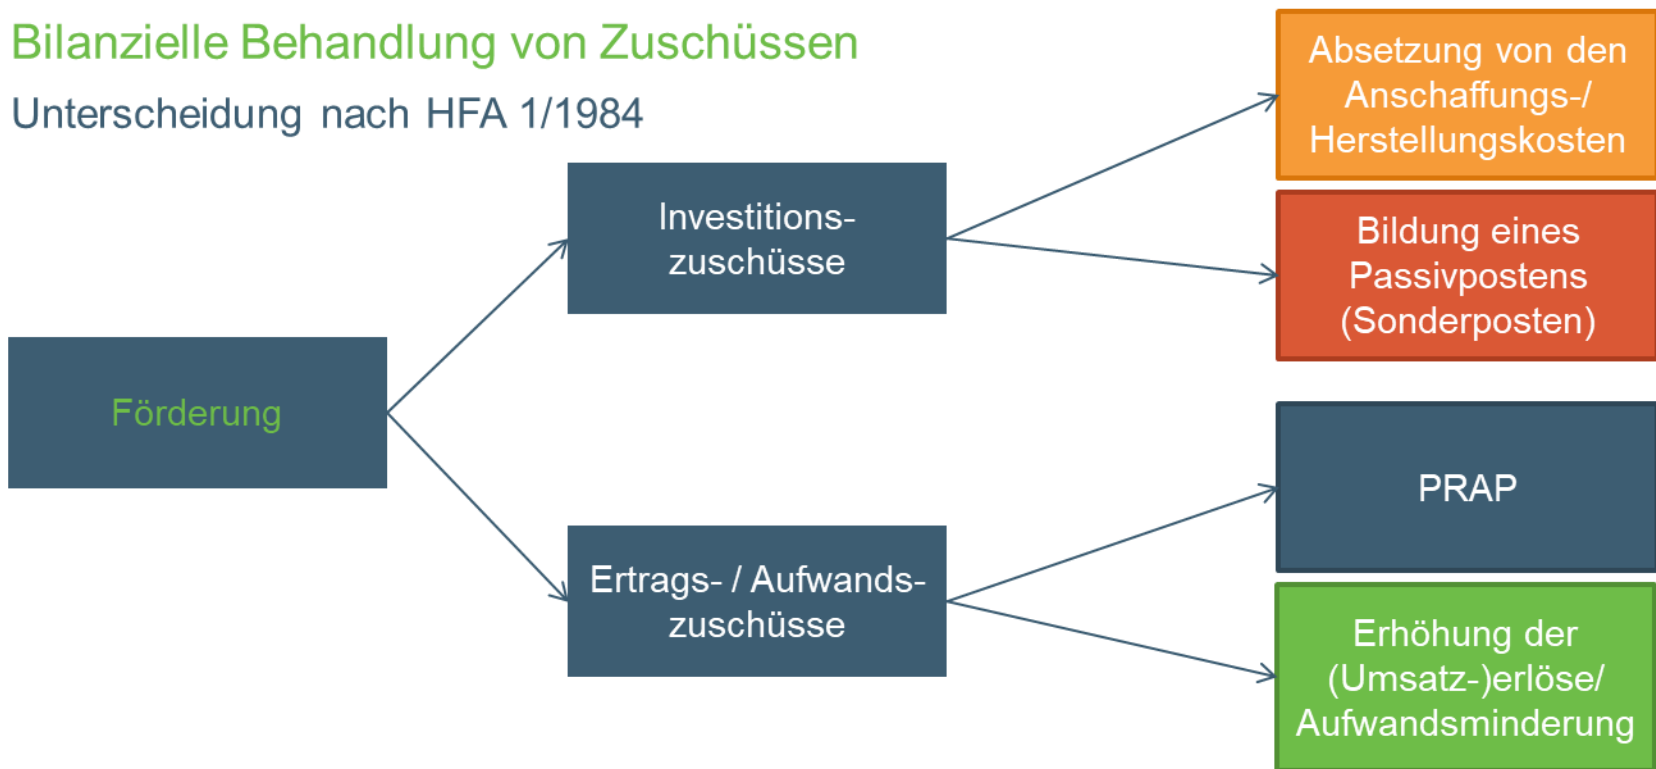 Bilanzielle Behandlung von Zuschüssen
Unterscheidung nach HFA 1/1984
Förderung
Investitions-
zuschüsse
Ertrags- / Aufwands-
zuschüsse
Absetzung von den
Anschaffungs-/
Herstellungskosten
Bildung eines
Passivpostens
(Sonderposten)
PRAP
Erhöhung der
(Umsatz-)erlöse/
Aufwandsminderung